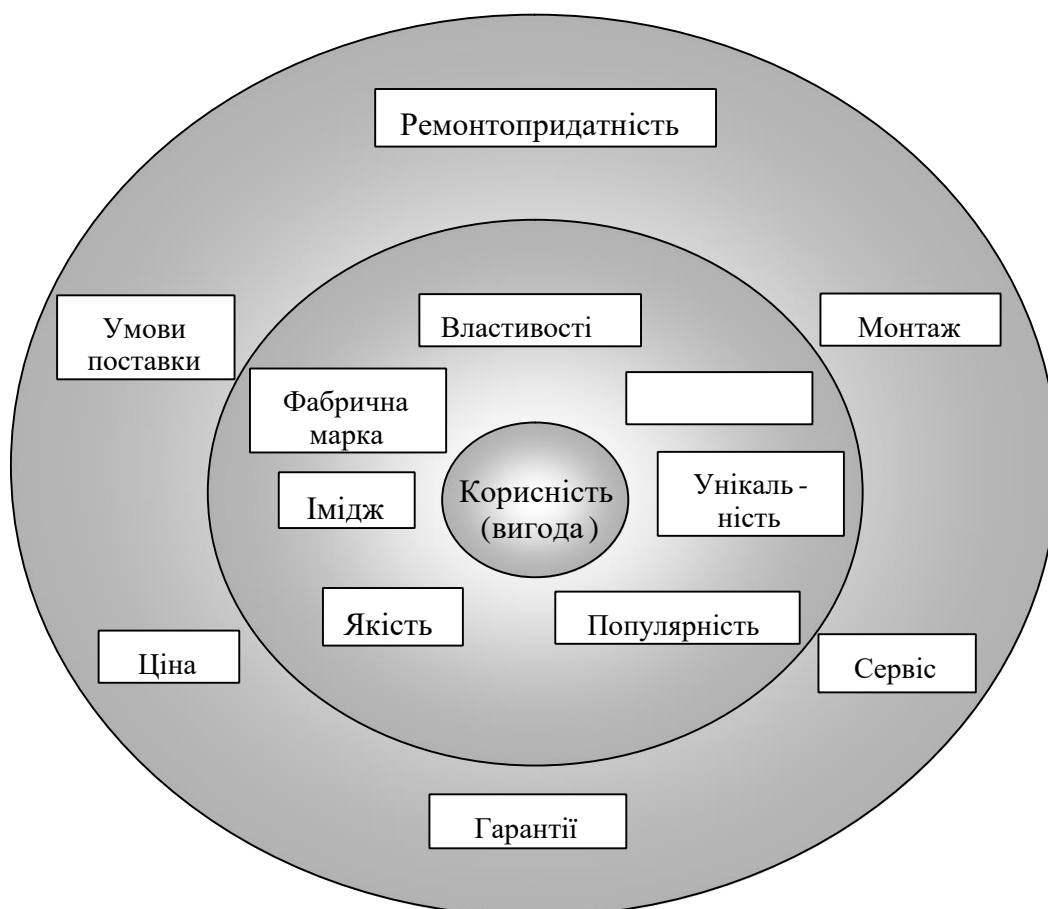 Ремонтопридатність
Умови
поставки
Властивості
Монтаж
Фабрична
марка
Імідж
Корисність
(вигода )
Унікаль -
ність
Якість
Популярність
Ціна
Сервіс
Гарантії